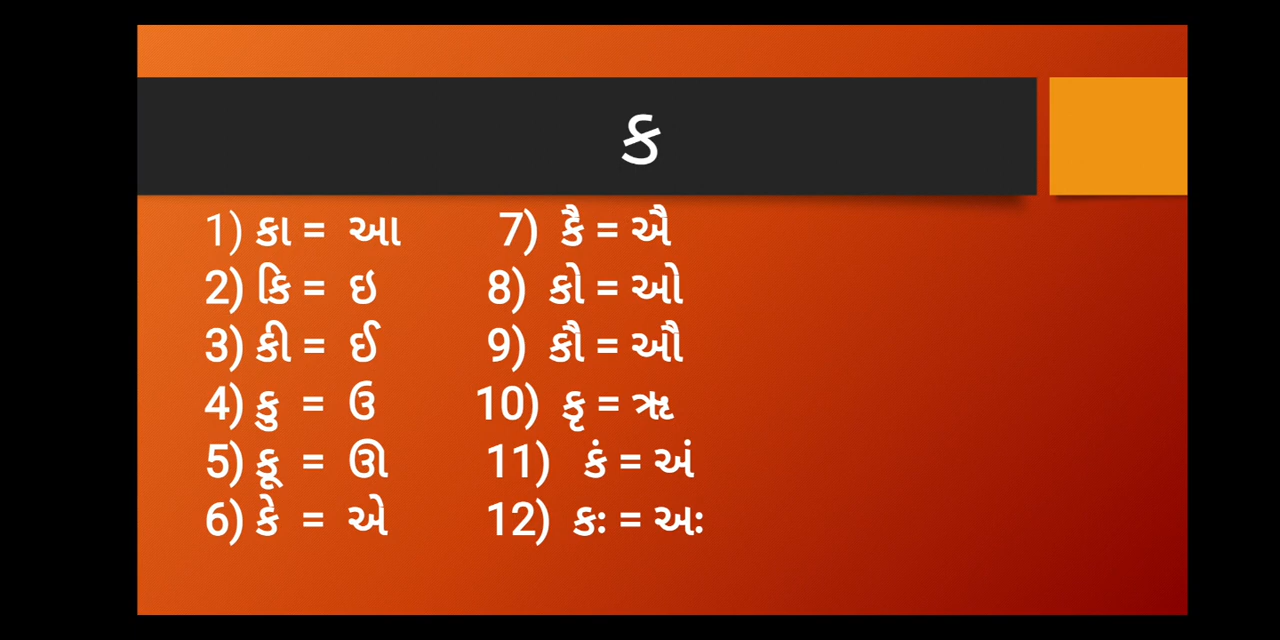 ક
1) કા = આ 7) કૈ = ઐ
2) કિ = ઇ 8) કો = ઓ
3) કી = ઈ 9) કૌ = ઔ
4) કુ = ઉ 10) કૃ = ઋ
5) કૂ = ઊ 11) કં = અં
6) કે = એ 12) કઃ = અઃ